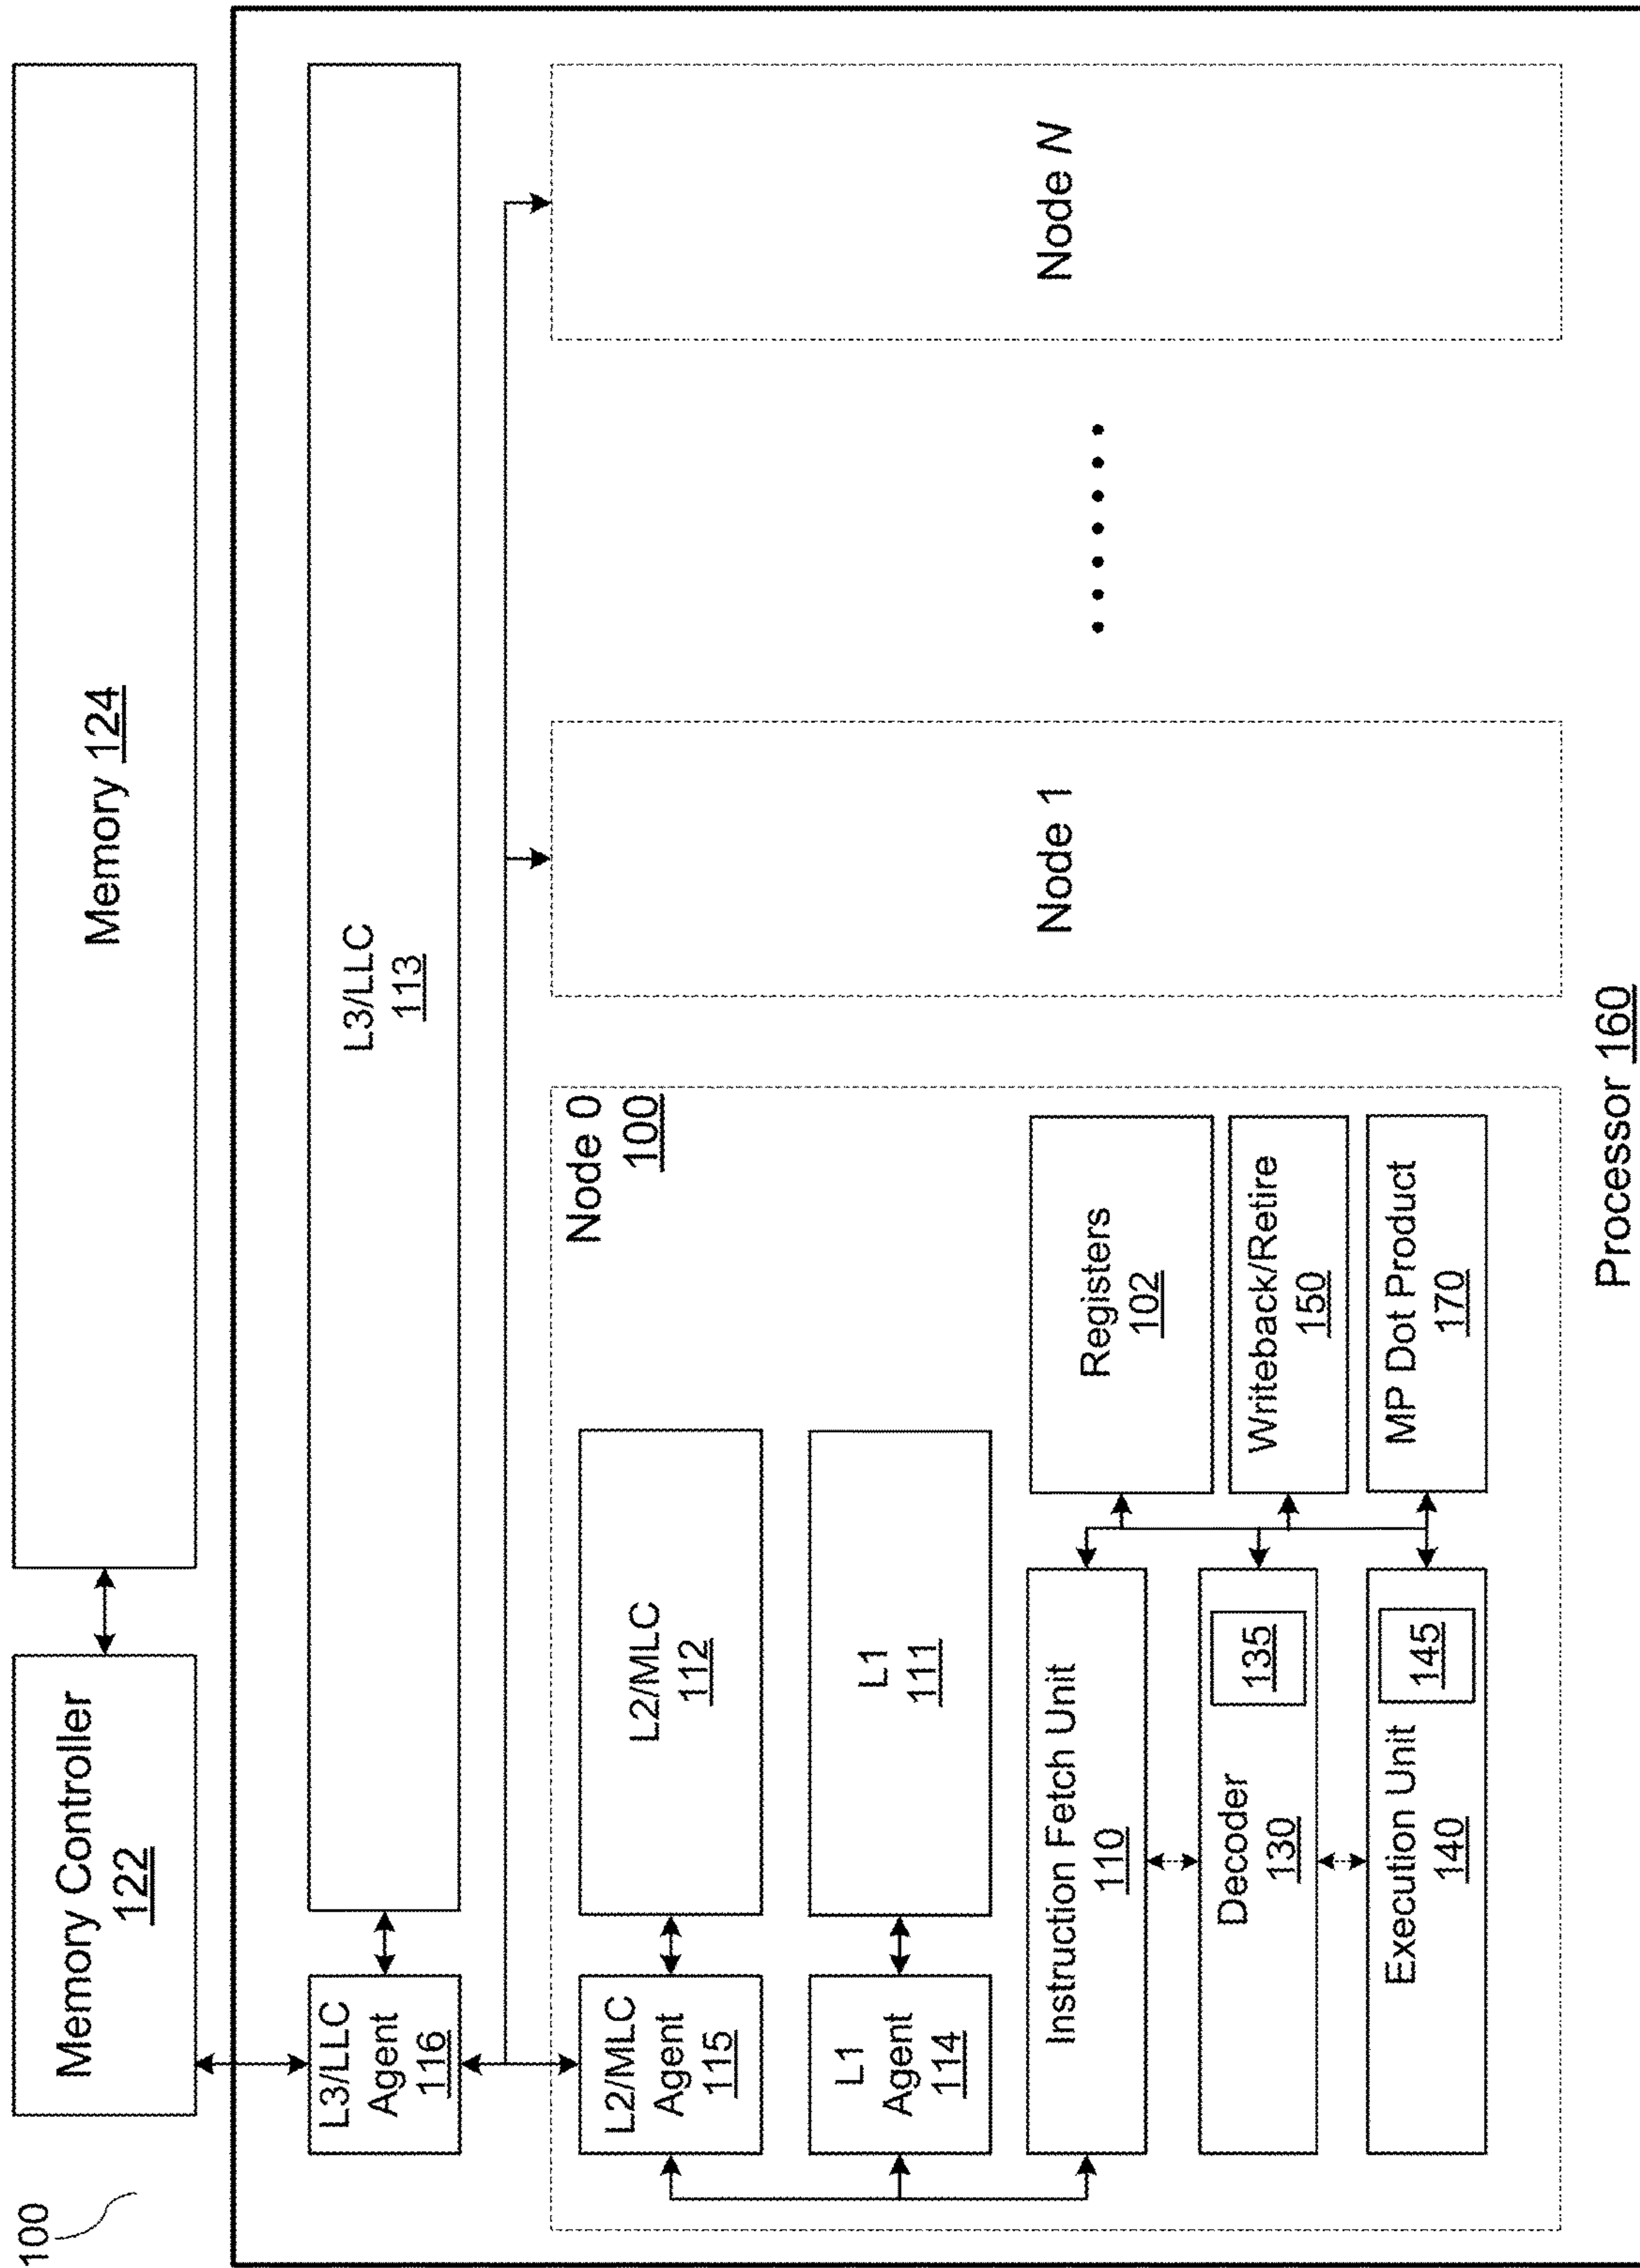 100
Memory Controller
122
Memory 124
L3/LLC
Agent
116
L3/LLC
113
Node 0
100
L2/MLC
Agent
115
L2/MLC
112
L1
Agent
114
L1
111
Instruction Fetch Unit
110
Registers
102
Decoder
130
135
Writeback/Retire
150
Execution Unit
140
145
MP Dot Product
170
Node 1
Node N
Processor 160